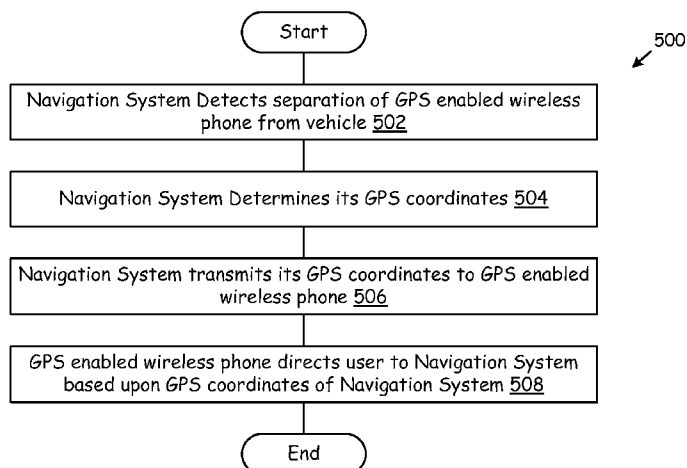 Start
500
Navigation System Detects separation of GPS enabled wireless
phone from vehicle 502
Navigation System Determines its GPS coordinates 504
Navigation System transmits its GPS coordinates to GPS enabled
wireless phone 506
GPS enabled wireless phone directs user to Navigation System
based upon GPS coordinates of Navigation System 508
End